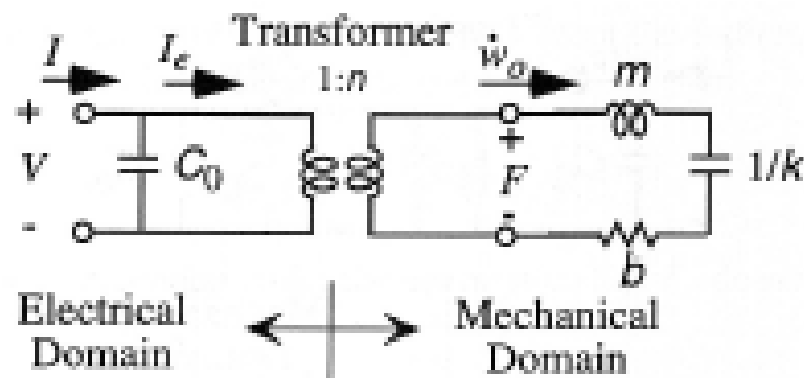 Transformer
I
I_e
1:n
ẇ_o
m
+
V
-
C_0
+
F
-
1/k
b
Electrical
Domain
Mechanical
Domain